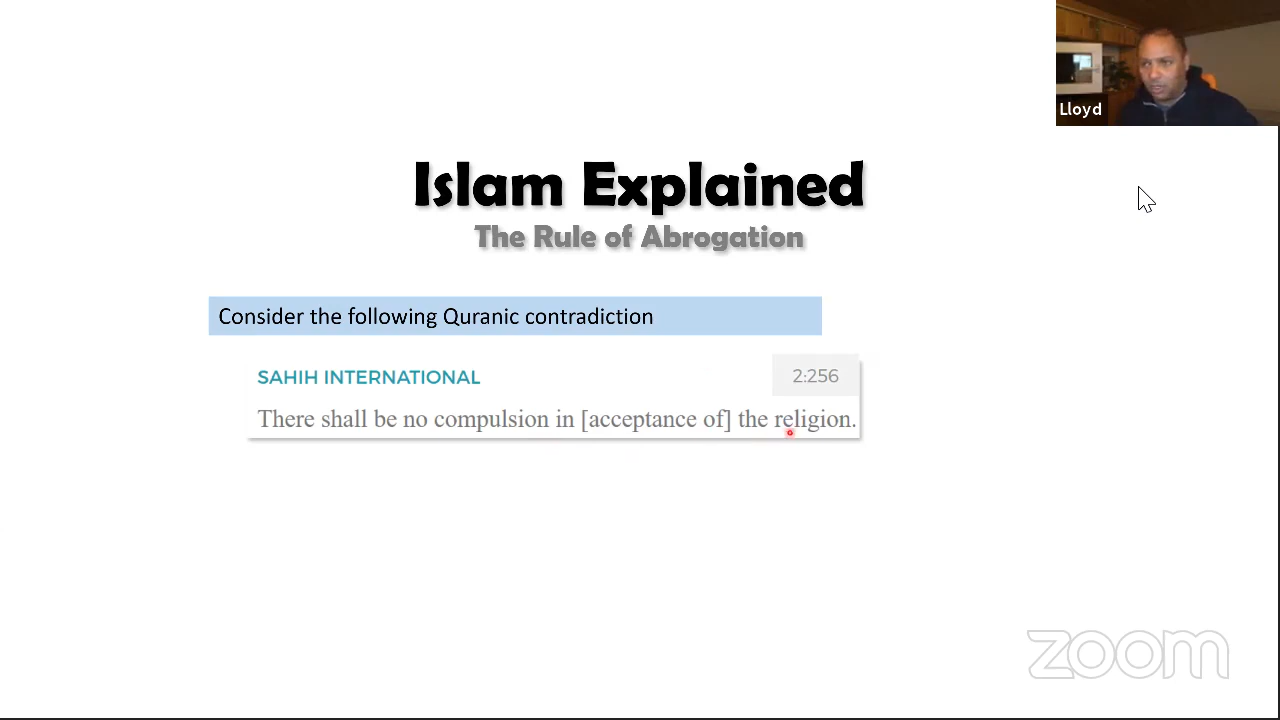 Lloyd
Islam Explained
The Rule of Abrogation
Consider the following Quranic contradiction
SAHIH INTERNATIONAL
2:256
There shall be no compulsion in [acceptance of] the religion.
zoom